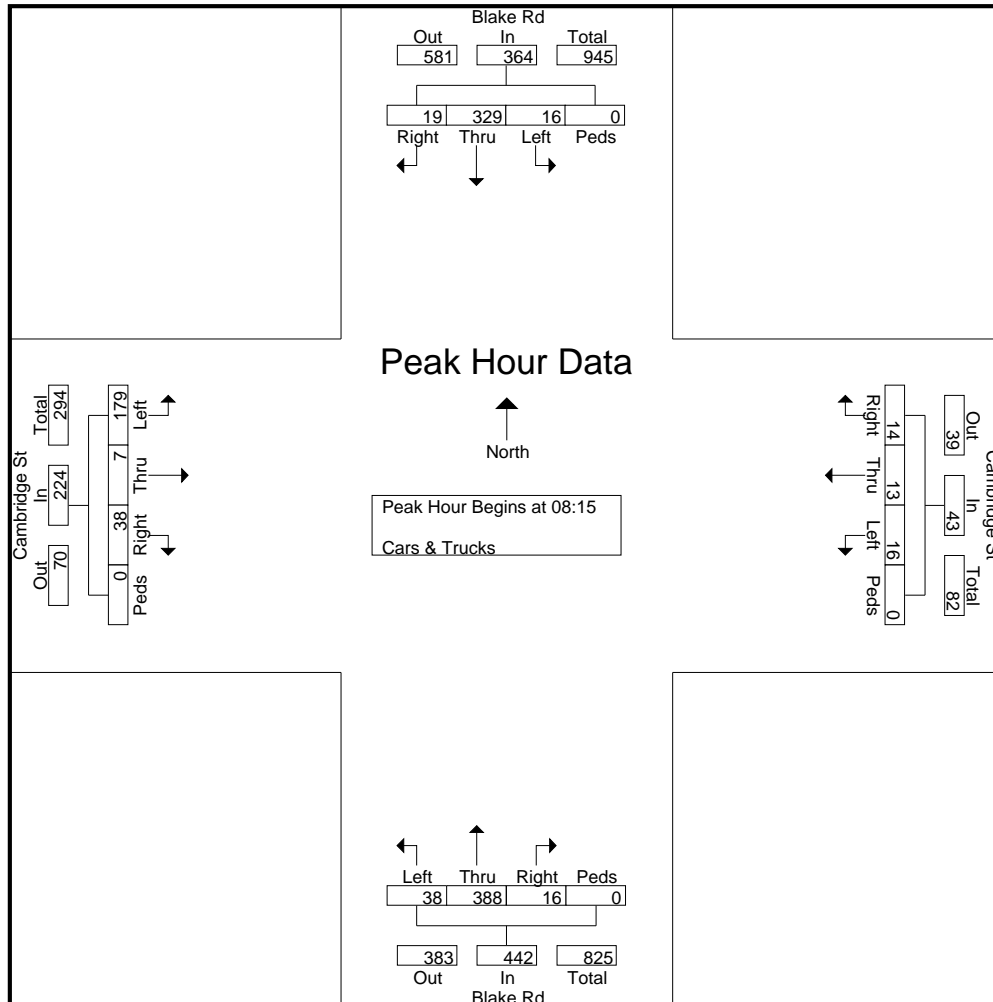 Blake Rd
Out In Total
581 364 945
19 329 16 0
Right Thru Left Peds
Peak Hour Data
North
Peak Hour Begins at 08:15
Cars & Trucks
Cambridge St
Total In Out
294 224 70
179 7 38 0
Left Thru Right Peds
Right Thru Left Peds
14 13 16 0
39 43 82
Out In Total
Cambridge St
Left Thru Right Peds
38 388 16 0
383 442 825
Out In Total
Blake Rd